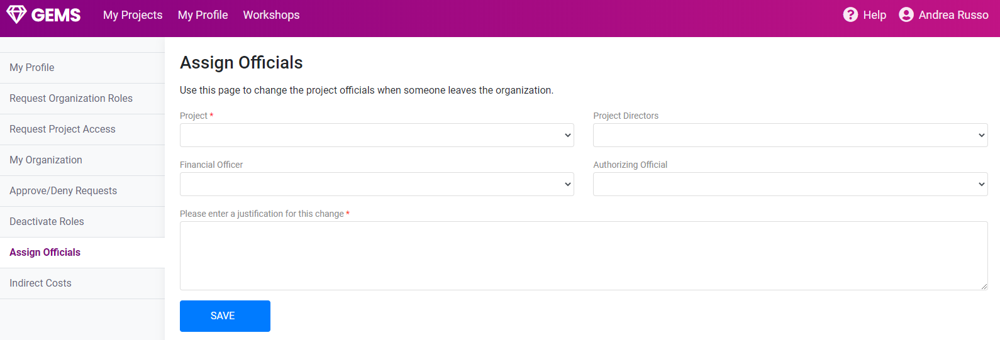 GEMS My Projects My Profile Workshops ? Help Andrea Russo
My Profile
Request Organization Roles
Request Project Access
My Organization
Approve/Deny Requests
Deactivate Roles
Assign Officials
Indirect Costs
Assign Officials
Use this page to change the project officials when someone leaves the organization.
Project * Project Directors
Financial Officer Authorizing Official
Please enter a justification for this change *
SAVE